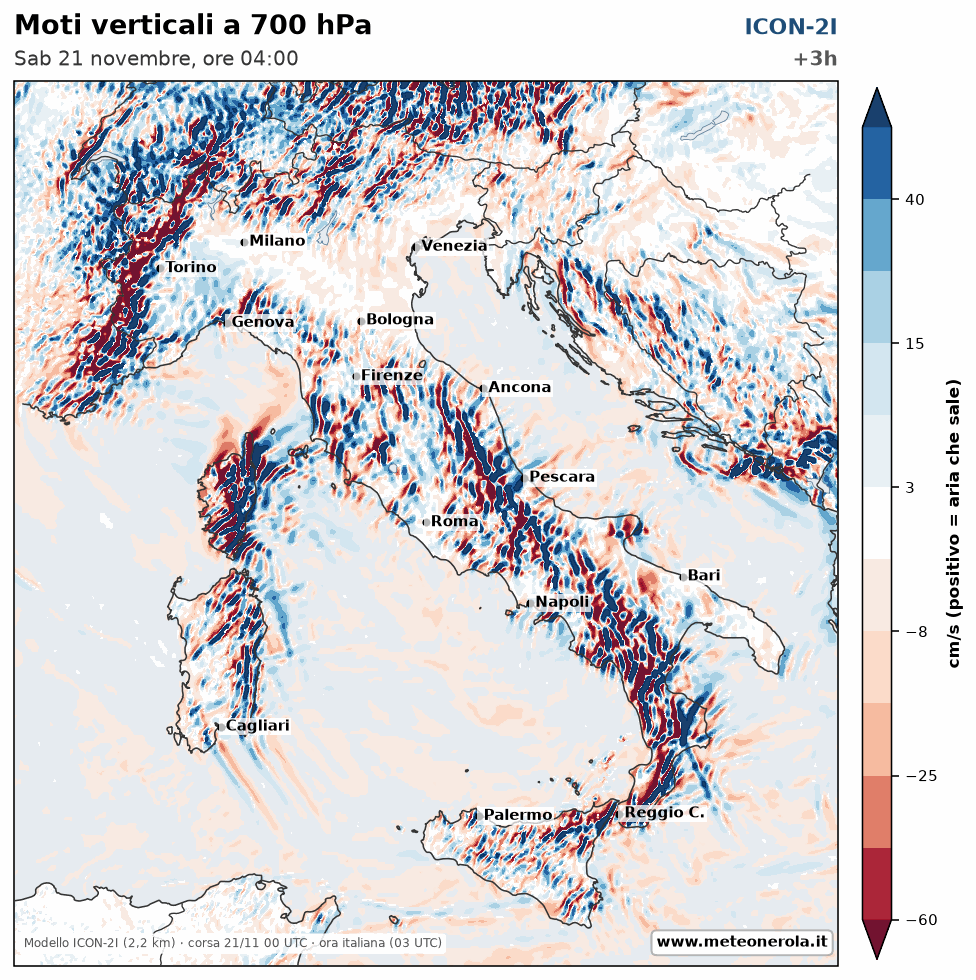 Moti verticali a 700 hPa
ICON-2I
Sab 21 novembre, ore 04:00
+3h
Milano
Venezia
Torino
Genova
Bologna
Firenze
Ancona
Pescara
Roma
Bari
Napoli
Cagliari
Palermo
Reggio C.
40
15
3
−8
−25
−60
cm/s (positivo = aria che sale)
Modello ICON-2I (2,2 km) · corsa 21/11 00 UTC · ora italiana (03 UTC)
www.meteonerola.it